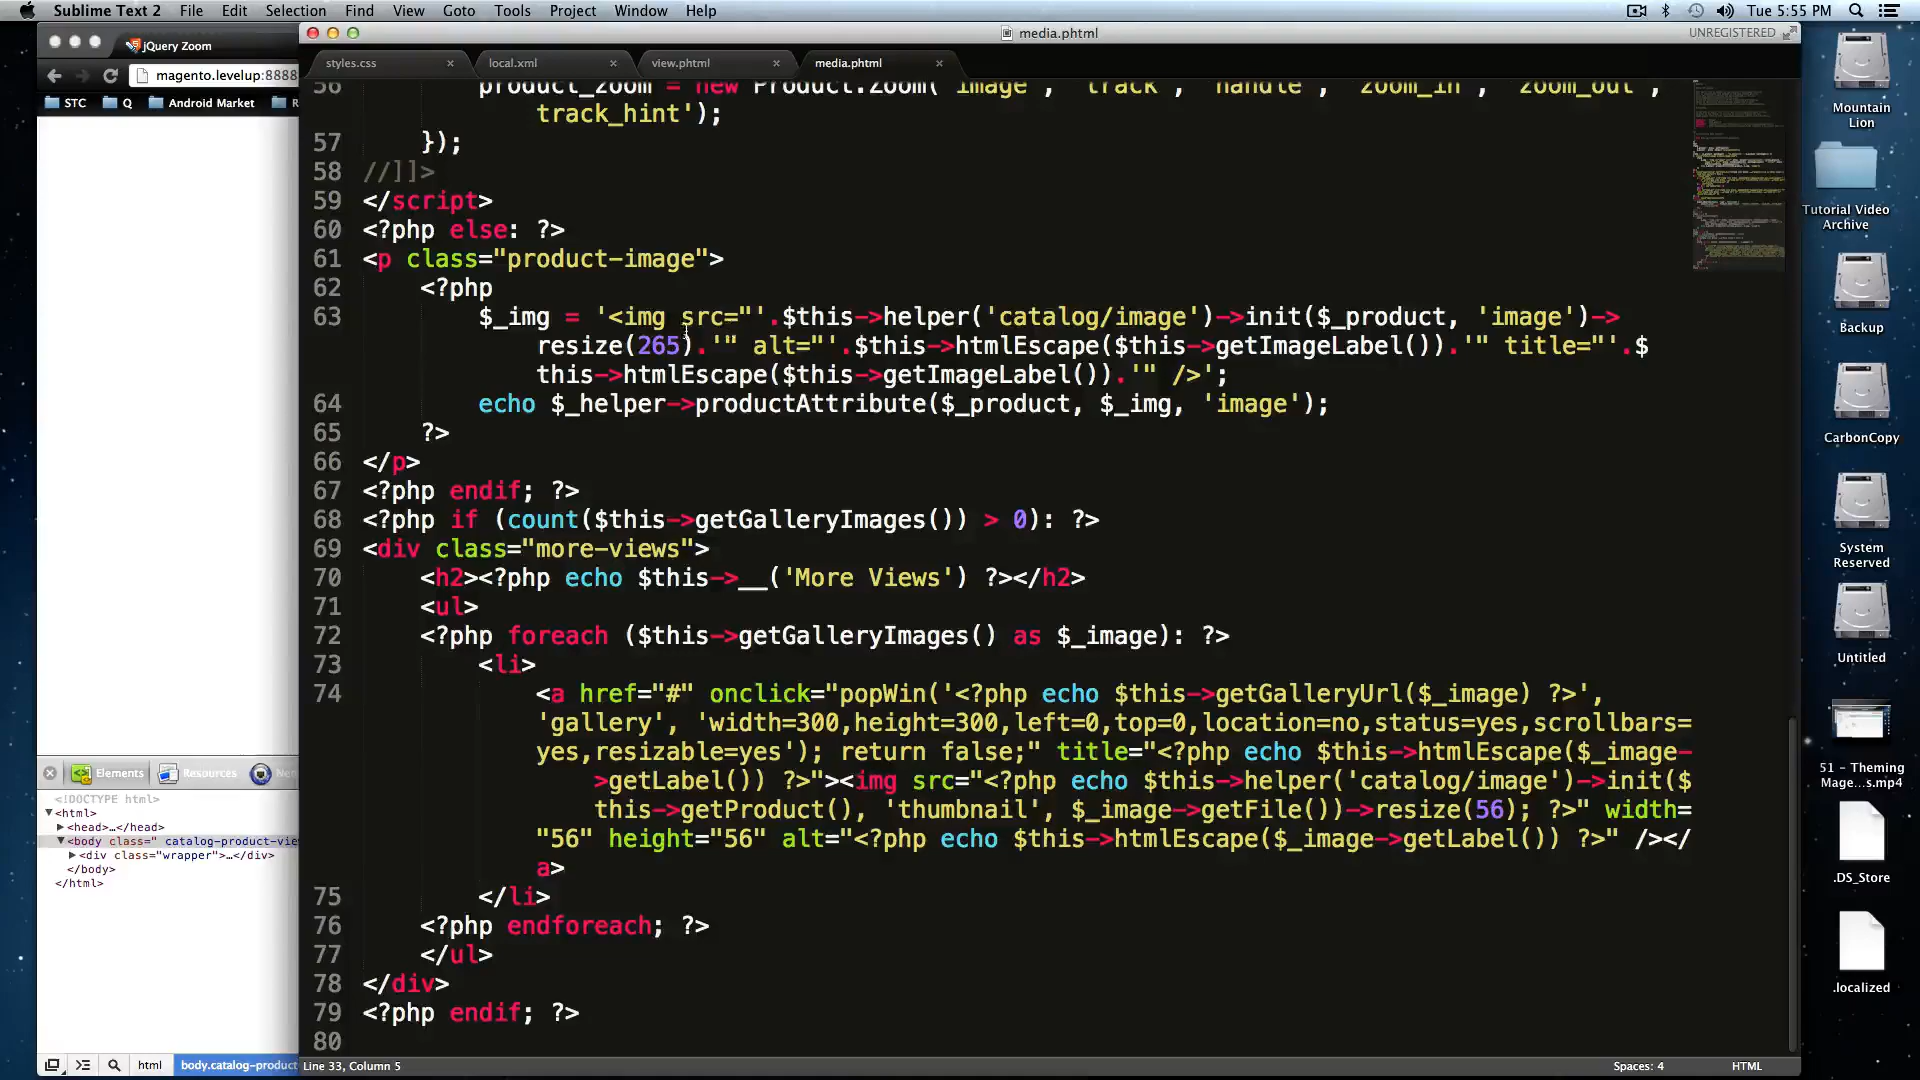 Sublime Text 2 File Edit Selection Find View Goto Tools Project Window Help Tue 5:55 PM
jQuery Zoom
magento.levelup:8888
STC Q Android Market R
media.phtml
UNREGISTERED
styles.css × local.xml × view.phtml × media.phtml ×
56 product_zoom = new Product.Zoom('image', 'track', 'handle', 'zoom_in', 'zoom_out', '
track_hint');
57 });
58 //]]>
59 </script>
60 <?php else: ?>
61 <p class="product-image">
62 <?php
63 $_img = '<img src="'.$this->helper('catalog/image')->init($_product, 'image')->
resize(265).'" alt="'.$this->htmlEscape($this->getImageLabel()).'" title="'.$
this->htmlEscape($this->getImageLabel()).'" />';
64 echo $_helper->productAttribute($_product, $_img, 'image');
65 ?>
66 </p>
67 <?php endif; ?>
68 <?php if (count($this->getGalleryImages()) > 0): ?>
69 <div class="more-views">
70 <h2><?php echo $this->__('More Views') ?></h2>
71 <ul>
72 <?php foreach ($this->getGalleryImages() as $_image): ?>
73 <li>
74 <a href="#" onclick="popWin('<?php echo $this->getGalleryUrl($_image) ?>',
'gallery', 'width=300,height=300,left=0,top=0,location=no,status=yes,scrollbars=
yes,resizable=yes'); return false;" title="<?php echo $this->htmlEscape($_image-
>getLabel()) ?>"><img src="<?php echo $this->helper('catalog/image')->init($
this->getProduct(), 'thumbnail', $_image->getFile())->resize(56); ?>" width=
"56" height="56" alt="<?php echo $this->htmlEscape($_image->getLabel()) ?>" /></
a>
75 </li>
76 <?php endforeach; ?>
77 </ul>
78 </div>
79 <?php endif; ?>
80
Elements Resources
<!DOCTYPE html>
<html>
<head>…</head>
<body class=" catalog-product-vie
<div class="wrapper">…</div>
</body>
</html>
html body.catalog-product
Line 33, Column 5 Spaces: 4 HTML
Mountain
Lion
Tutorial Video
Archive
Backup
CarbonCopy
System
Reserved
Untitled
51 - Theming
Mage...s.mp4
.DS_Store
.localized